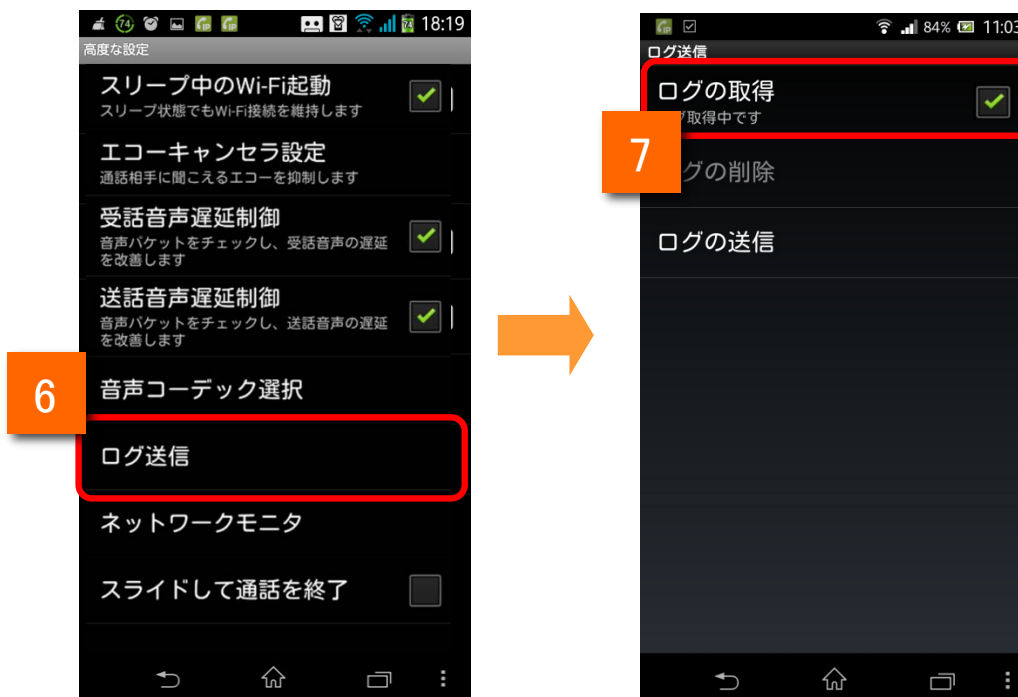 74
18:19
高度な設定
スリープ中のWi-Fi起動
スリープ状態でもWi-Fi接続を維持します
エコーキャンセラ設定
通話相手に聞こえるエコーを抑制します
受話音声遅延制御
音声パケットをチェックし、受話音声の遅延
を改善します
送話音声遅延制御
音声パケットをチェックし、送話音声の遅延
を改善します
音声コーデック選択
6
ログ送信
ネットワークモニタ
スライドして通話を終了
84% 11:03
ログ送信
ログの取得
取得中です
7
グの削除
ログの送信